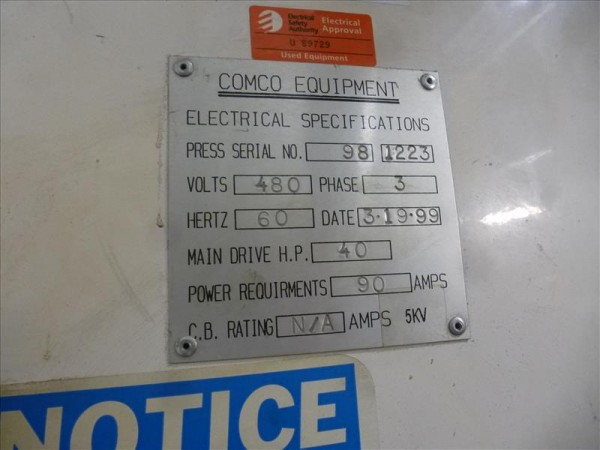 Electrical Safety Authority
Electrical Approval
U 89729
Used Equipment
COMCO EQUIPMENT
ELECTRICAL SPECIFICATIONS
PRESS SERIAL NO. 98 1223
VOLTS 480 PHASE 3
HERTZ 60 DATE 3-19-99
MAIN DRIVE H.P. 40
POWER REQUIRMENTS 90 AMPS
C.B. RATING N/A AMPS 5KV
NOTICE